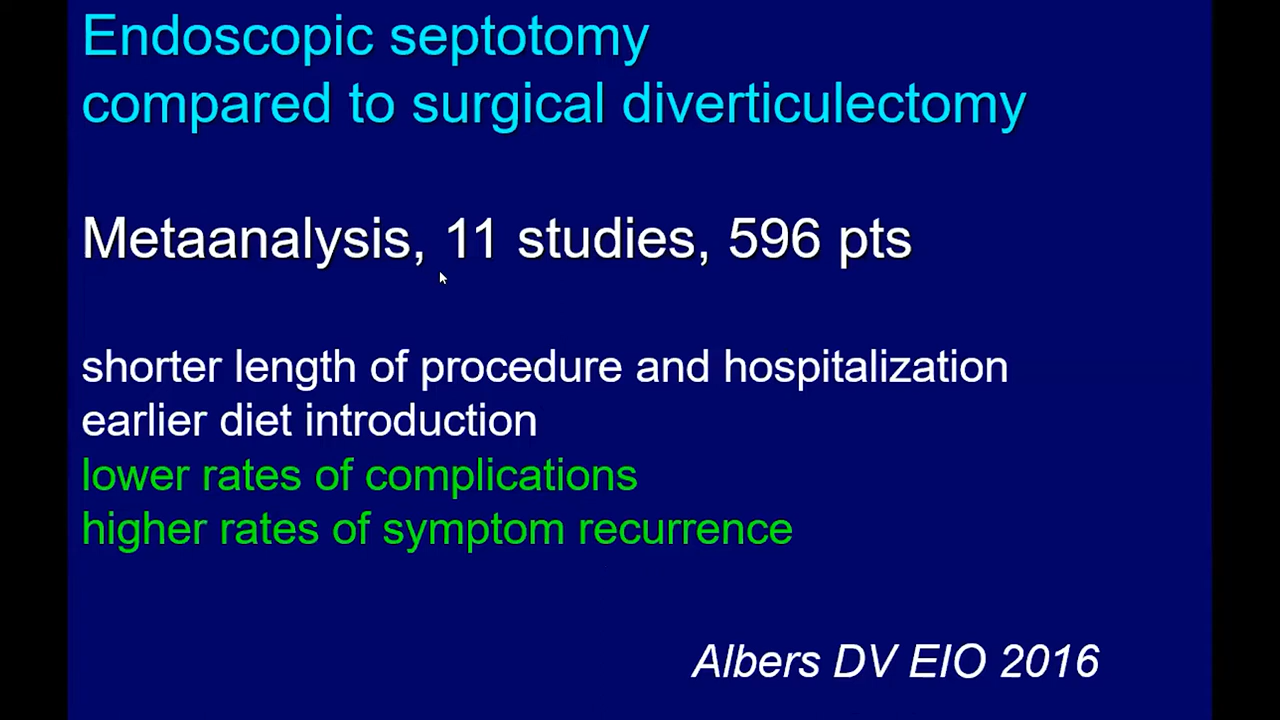 Endoscopic septotomy
compared to surgical diverticulectomy
Metaanalysis, 11 studies, 596 pts
shorter length of procedure and hospitalization
earlier diet introduction
lower rates of complications
higher rates of symptom recurrence
Albers DV EIO 2016